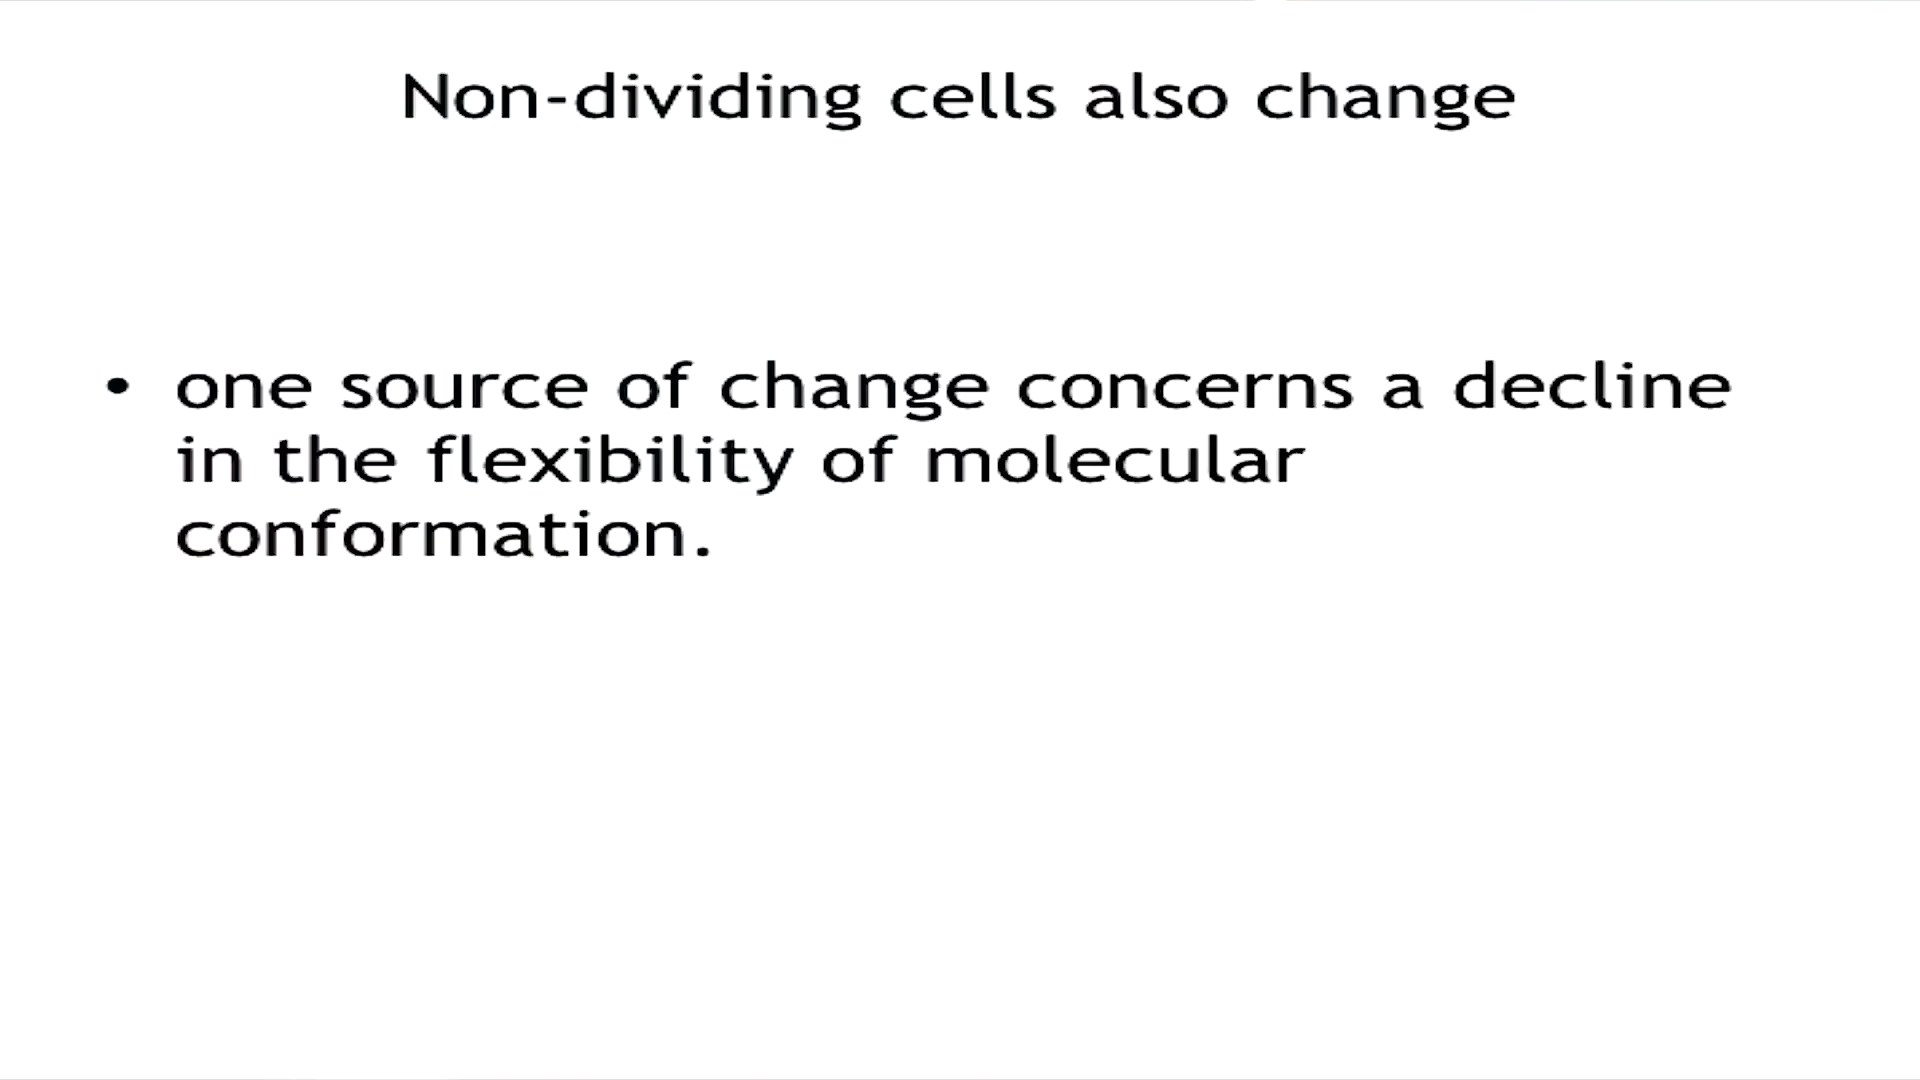 Non-dividing cells also change
• one source of change concerns a decline
in the flexibility of molecular
conformation.